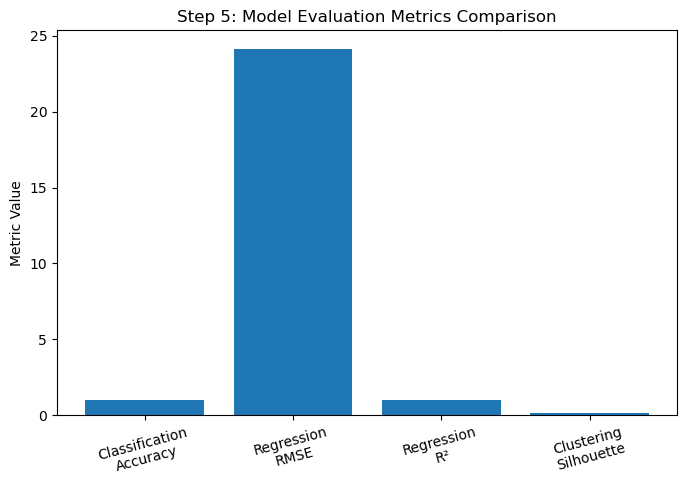 Step 5: Model Evaluation Metrics Comparison
Metric Value
25
20
15
10
5
0
Classification
Accuracy
Regression
RMSE
Regression
R²
Clustering
Silhouette